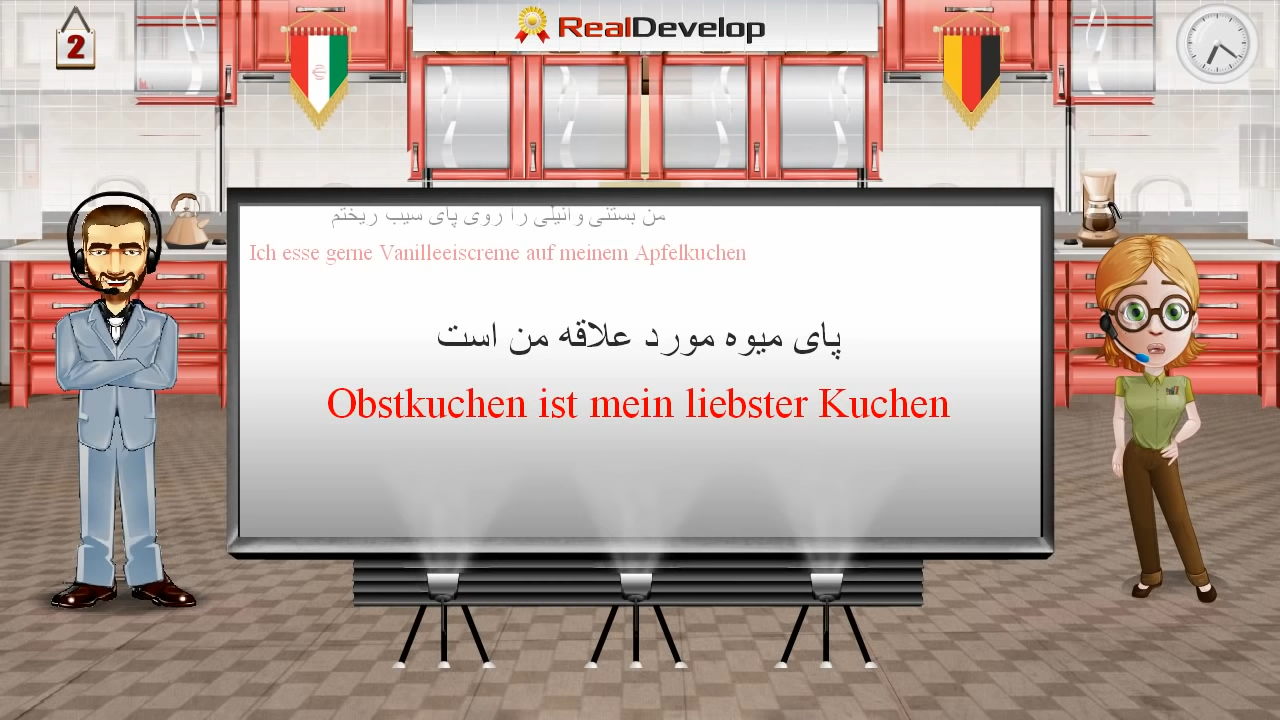 2
RealDevelop
من بستنی وانیلی را روی پای سیب ریختم
Ich esse gerne Vanilleeiscreme auf meinem Apfelkuchen
پای میوه مورد علاقه من است
Obstkuchen ist mein liebster Kuchen